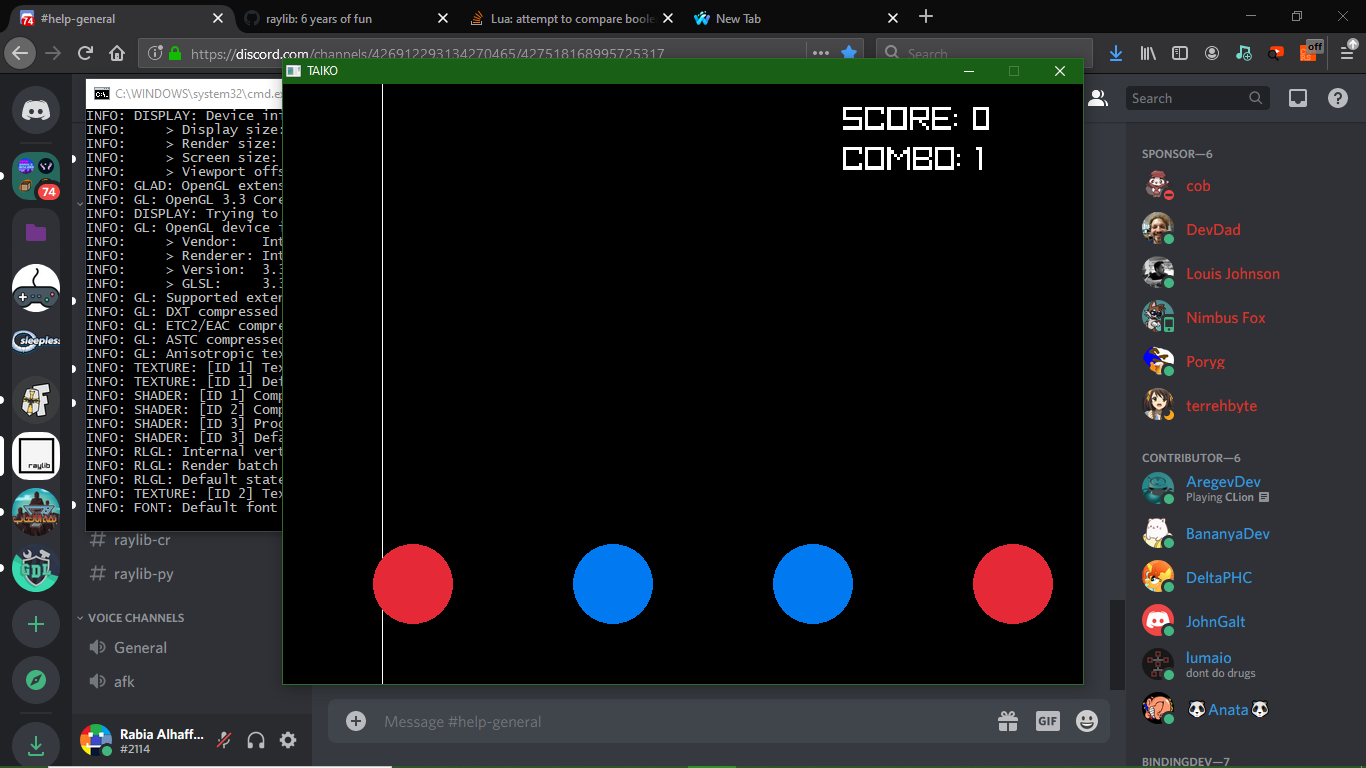 74
#help-general
raylib: 6 years of fun
Lua: attempt to compare boole
New Tab
https://discord.com/channels/426912293134270465/427518168995725317
Search
off
TAIKO
C:\WINDOWS\system32\cmd.e
INFO: DISPLAY: Device in
INFO:     > Display size:
INFO:     > Render size:
INFO:     > Screen size:
INFO:     > Viewport offs
INFO: GLAD: OpenGL extens
INFO: GL: OpenGL 3.3 Core
INFO: DISPLAY: Trying to
INFO: GL: OpenGL device i
INFO:     > Vendor:   Int
INFO:     > Renderer: Int
INFO:     > Version:  3.3
INFO:     > GLSL:     3.3
INFO: GL: Supported exten
INFO: GL: DXT compressed
INFO: GL: ETC2/EAC compre
INFO: GL: ASTC compressed
INFO: GL: Anisotropic tex
INFO: TEXTURE: [ID 1] Tex
INFO: TEXTURE: [ID 1] Def
INFO: SHADER: [ID 1] Comp
INFO: SHADER: [ID 2] Comp
INFO: SHADER: [ID 3] Prog
INFO: SHADER: [ID 3] Defa
INFO: RLGL: Internal vert
INFO: RLGL: Render batch
INFO: RLGL: Default state
INFO: TEXTURE: [ID 2] Tex
INFO: FONT: Default font
SCORE: 0
COMBO: 1
74
sleepless
GF
raylib
GDL
# raylib-cr
# raylib-py
VOICE CHANNELS
General
afk
Rabia Alhaff...
#2114
Message #help-general
GIF
Search
SPONSOR—6
cob
DevDad
Louis Johnson
Nimbus Fox
Poryg
terrehbyte
CONTRIBUTOR—6
AregevDev
Playing CLion
BananyaDev
DeltaPHC
JohnGalt
lumaio
dont do drugs
🐼Anata🐼
BINDINGDEV—7